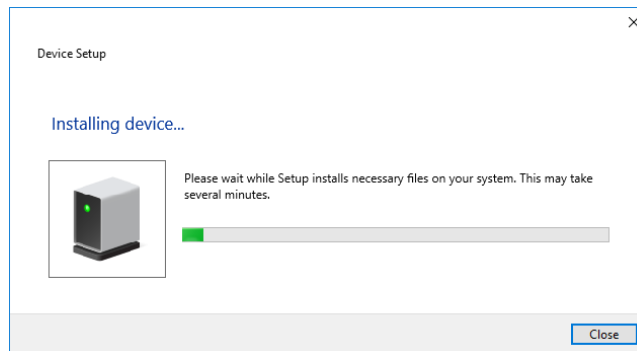 Device Setup
Installing device...
Please wait while Setup installs necessary files on your system. This may take
several minutes.
Close